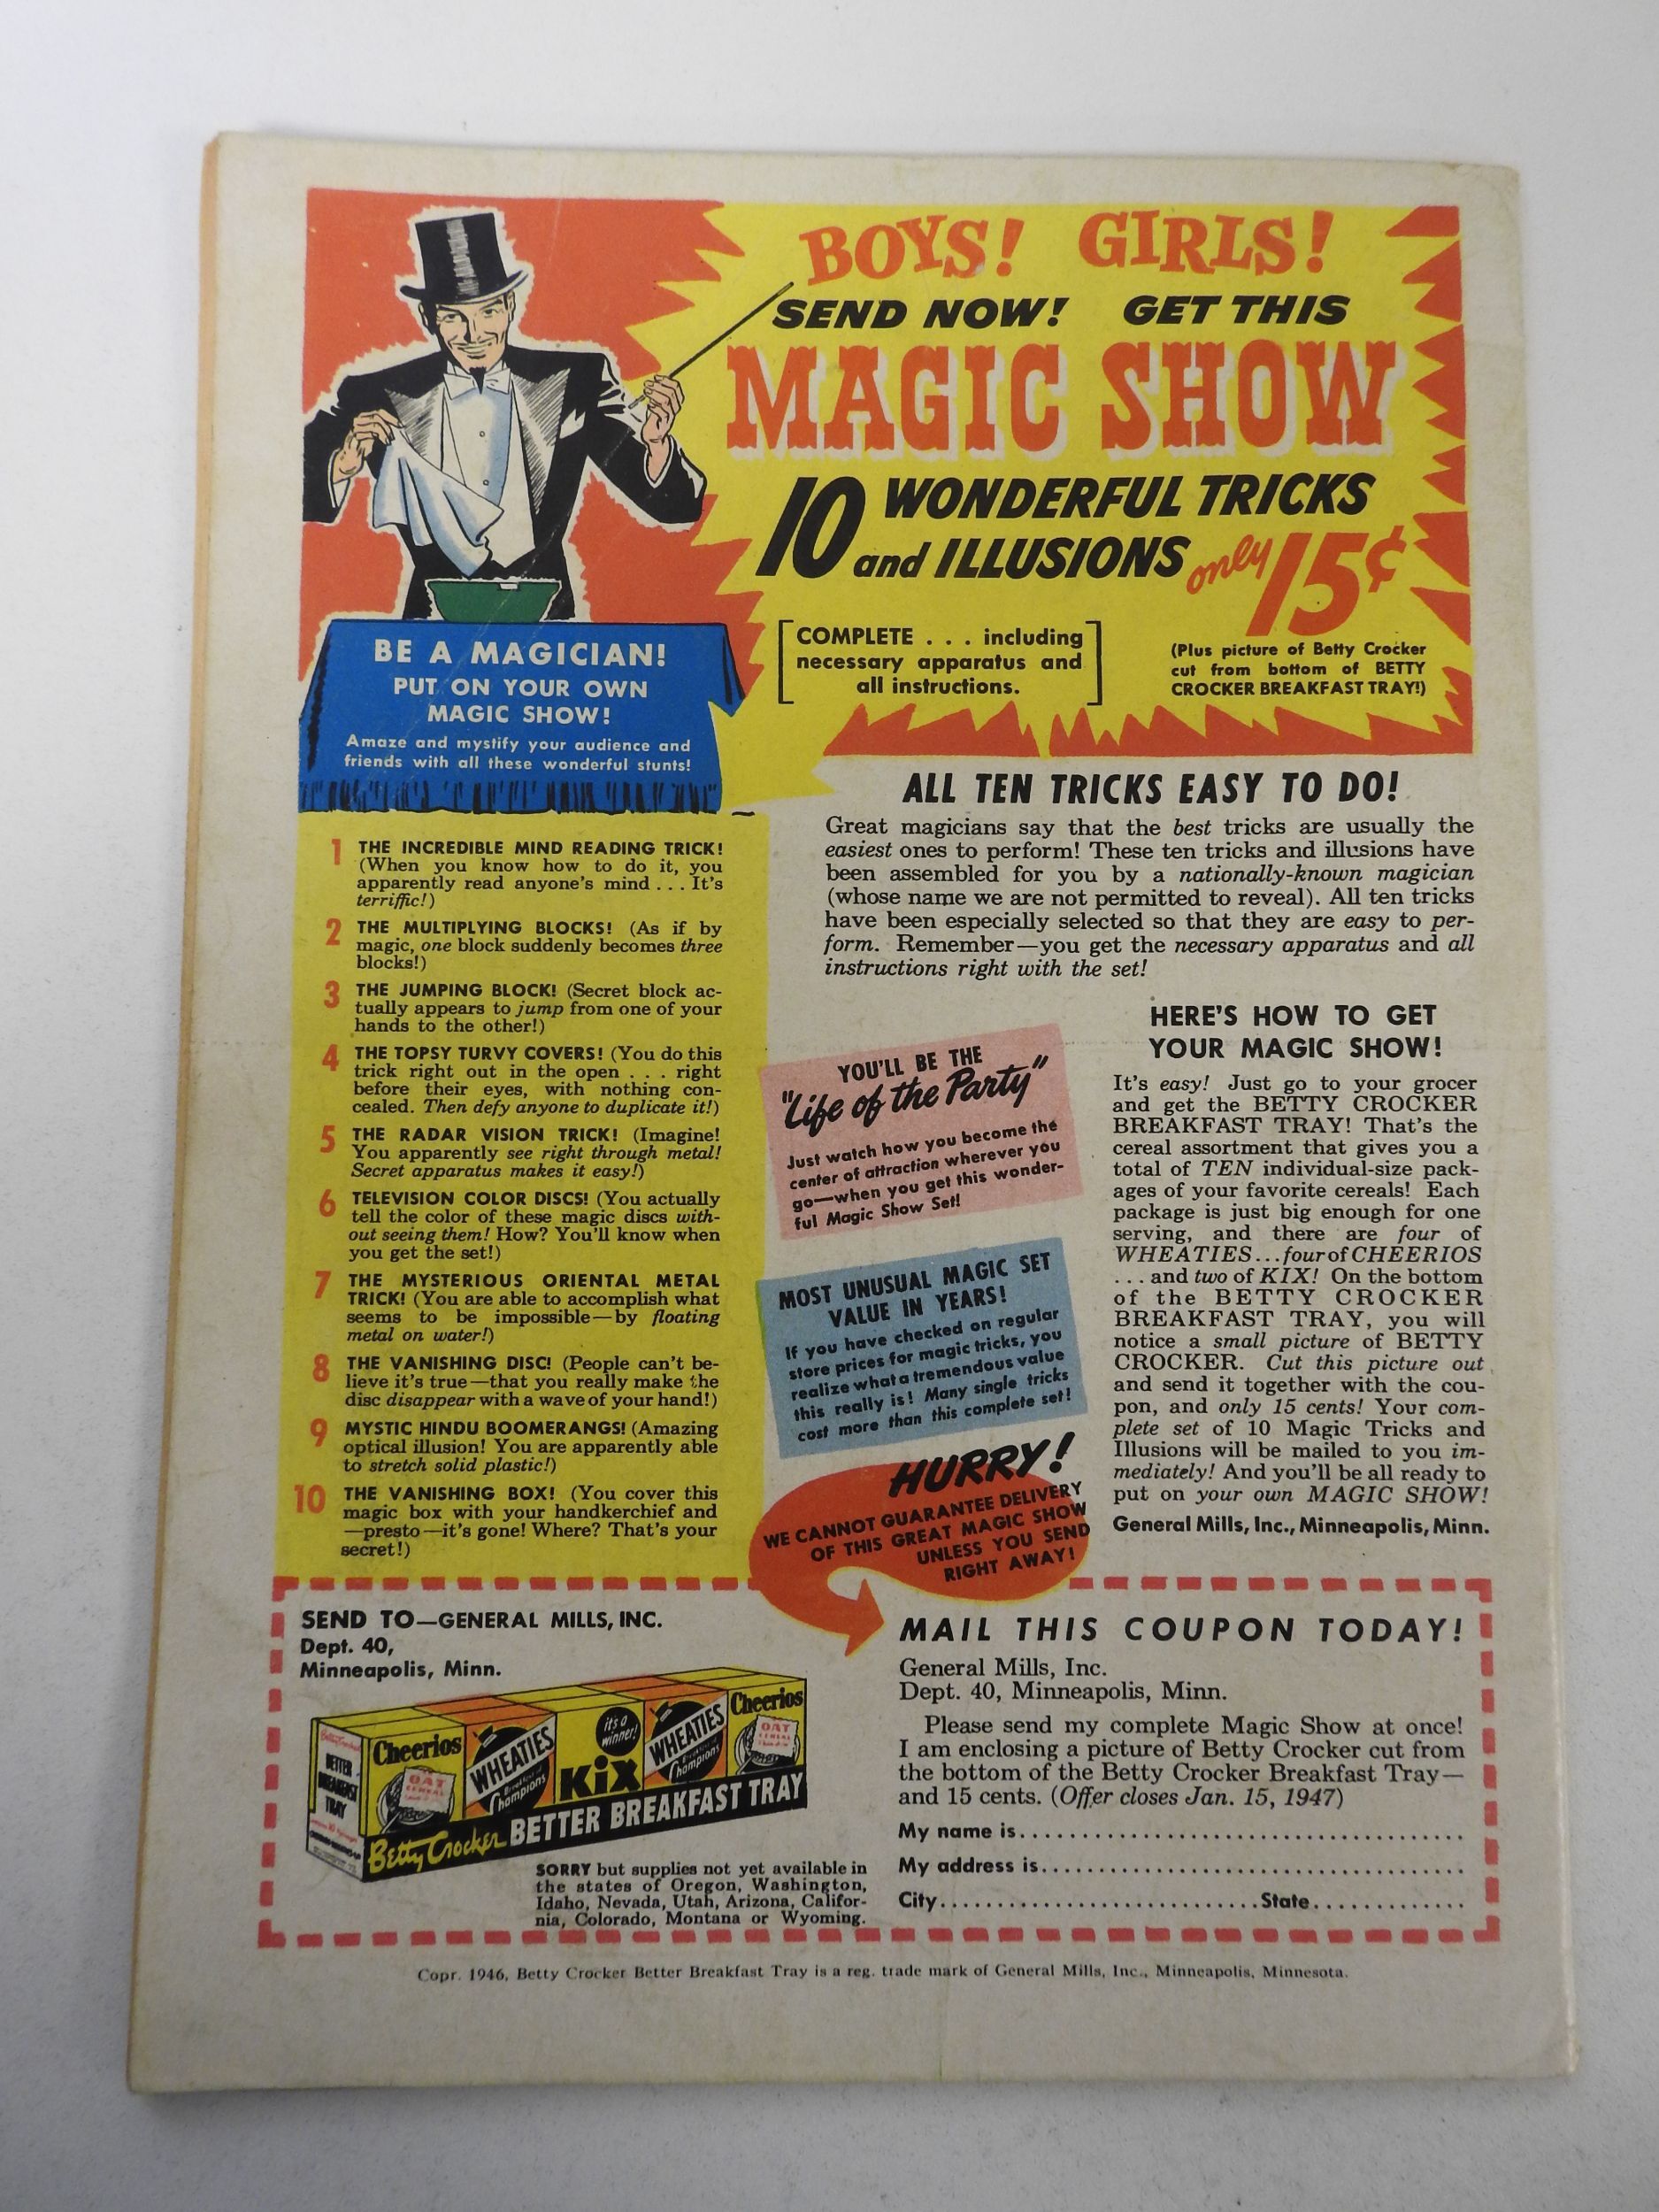 BOYS! GIRLS!
SEND NOW! GET THIS
MAGIC SHOW
10 WONDERFUL TRICKS
and ILLUSIONS only 15¢
[COMPLETE . . . including
necessary apparatus and
all instructions.]
(Plus picture of Betty Crocker
cut from bottom of BETTY
CROCKER BREAKFAST TRAY!)
BE A MAGICIAN!
PUT ON YOUR OWN
MAGIC SHOW!
Amaze and mystify your audience and
friends with all these wonderful stunts!
1 THE INCREDIBLE MIND READING TRICK!
(When you know how to do it, you
apparently read anyone's mind . . . It's
terriffic!)
2 THE MULTIPLYING BLOCKS! (As if by
magic, one block suddenly becomes three
blocks!)
3 THE JUMPING BLOCK! (Secret block ac-
tually appears to jump from one of your
hands to the other!)
4 THE TOPSY TURVY COVERS! (You do this
trick right out in the open . . . right
before their eyes, with nothing con-
cealed. Then defy anyone to duplicate it!)
5 THE RADAR VISION TRICK! (Imagine!
You apparently see right through metal!
Secret apparatus makes it easy!)
6 TELEVISION COLOR DISCS! (You actually
tell the color of these magic discs with-
out seeing them! How? You'll know when
you get the set!)
7 THE MYSTERIOUS ORIENTAL METAL
TRICK! (You are able to accomplish what
seems to be impossible—by floating
metal on water!)
8 THE VANISHING DISC! (People can't be-
lieve it's true—that you really make the
disc disappear with a wave of your hand!)
9 MYSTIC HINDU BOOMERANGS! (Amazing
optical illusion! You are apparently able
to stretch solid plastic!)
10 THE VANISHING BOX! (You cover this
magic box with your handkerchief and
—presto—it's gone! Where? That's your
secret!)
ALL TEN TRICKS EASY TO DO!
Great magicians say that the best tricks are usually the
easiest ones to perform! These ten tricks and illusions have
been assembled for you by a nationally-known magician
(whose name we are not permitted to reveal). All ten tricks
have been especially selected so that they are easy to per-
form. Remember—you get the necessary apparatus and all
instructions right with the set!
YOU'LL BE THE
"Life of the Party"
Just watch how you become the
center of attraction wherever you
go—when you get this wonder-
ful Magic Show Set!
MOST UNUSUAL MAGIC SET
VALUE IN YEARS!
If you have checked on regular
store prices for magic tricks, you
realize what a tremendous value
this really is! Many single tricks
cost more than this complete set!
HURRY!
WE CANNOT GUARANTEE DELIVERY
OF THIS GREAT MAGIC SHOW
UNLESS YOU SEND
RIGHT AWAY!
HERE'S HOW TO GET
YOUR MAGIC SHOW!
It's easy! Just go to your grocer
and get the BETTY CROCKER
BREAKFAST TRAY! That's the
cereal assortment that gives you a
total of TEN individual-size pack-
ages of your favorite cereals! Each
package is just big enough for one
serving, and there are four of
WHEATIES...four of CHEERIOS
...and two of KIX! On the bottom
of the BETTY CROCKER
BREAKFAST TRAY, you will
notice a small picture of BETTY
CROCKER. Cut this picture out
and send it together with the cou-
pon, and only 15 cents! Your com-
plete set of 10 Magic Tricks and
Illusions will be mailed to you im-
mediately! And you'll be all ready to
put on your own MAGIC SHOW!
General Mills, Inc., Minneapolis, Minn.
SEND TO—GENERAL MILLS, INC.
Dept. 40,
Minneapolis, Minn.
BETTER
BREAKFAST
TRAY
Cheerios
OAT
CEREAL
WHEATIES
Breakfast of
Champions
it's a
winner!
KiX
WHEATIES
Breakfast of
Champions
Cheerios
OAT
CEREAL
Betty Crocker BETTER BREAKFAST TRAY
SORRY but supplies not yet available in
the states of Oregon, Washington,
Idaho, Nevada, Utah, Arizona, Califor-
nia, Colorado, Montana or Wyoming.
MAIL THIS COUPON TODAY!
General Mills, Inc.
Dept. 40, Minneapolis, Minn.
Please send my complete Magic Show at once!
I am enclosing a picture of Betty Crocker cut from
the bottom of the Betty Crocker Breakfast Tray—
and 15 cents. (Offer closes Jan. 15, 1947)
My name is........................................
My address is.....................................
City..............................State..............
Copr. 1946, Betty Crocker Better Breakfast Tray is a reg. trade mark of General Mills, Inc., Minneapolis, Minnesota.